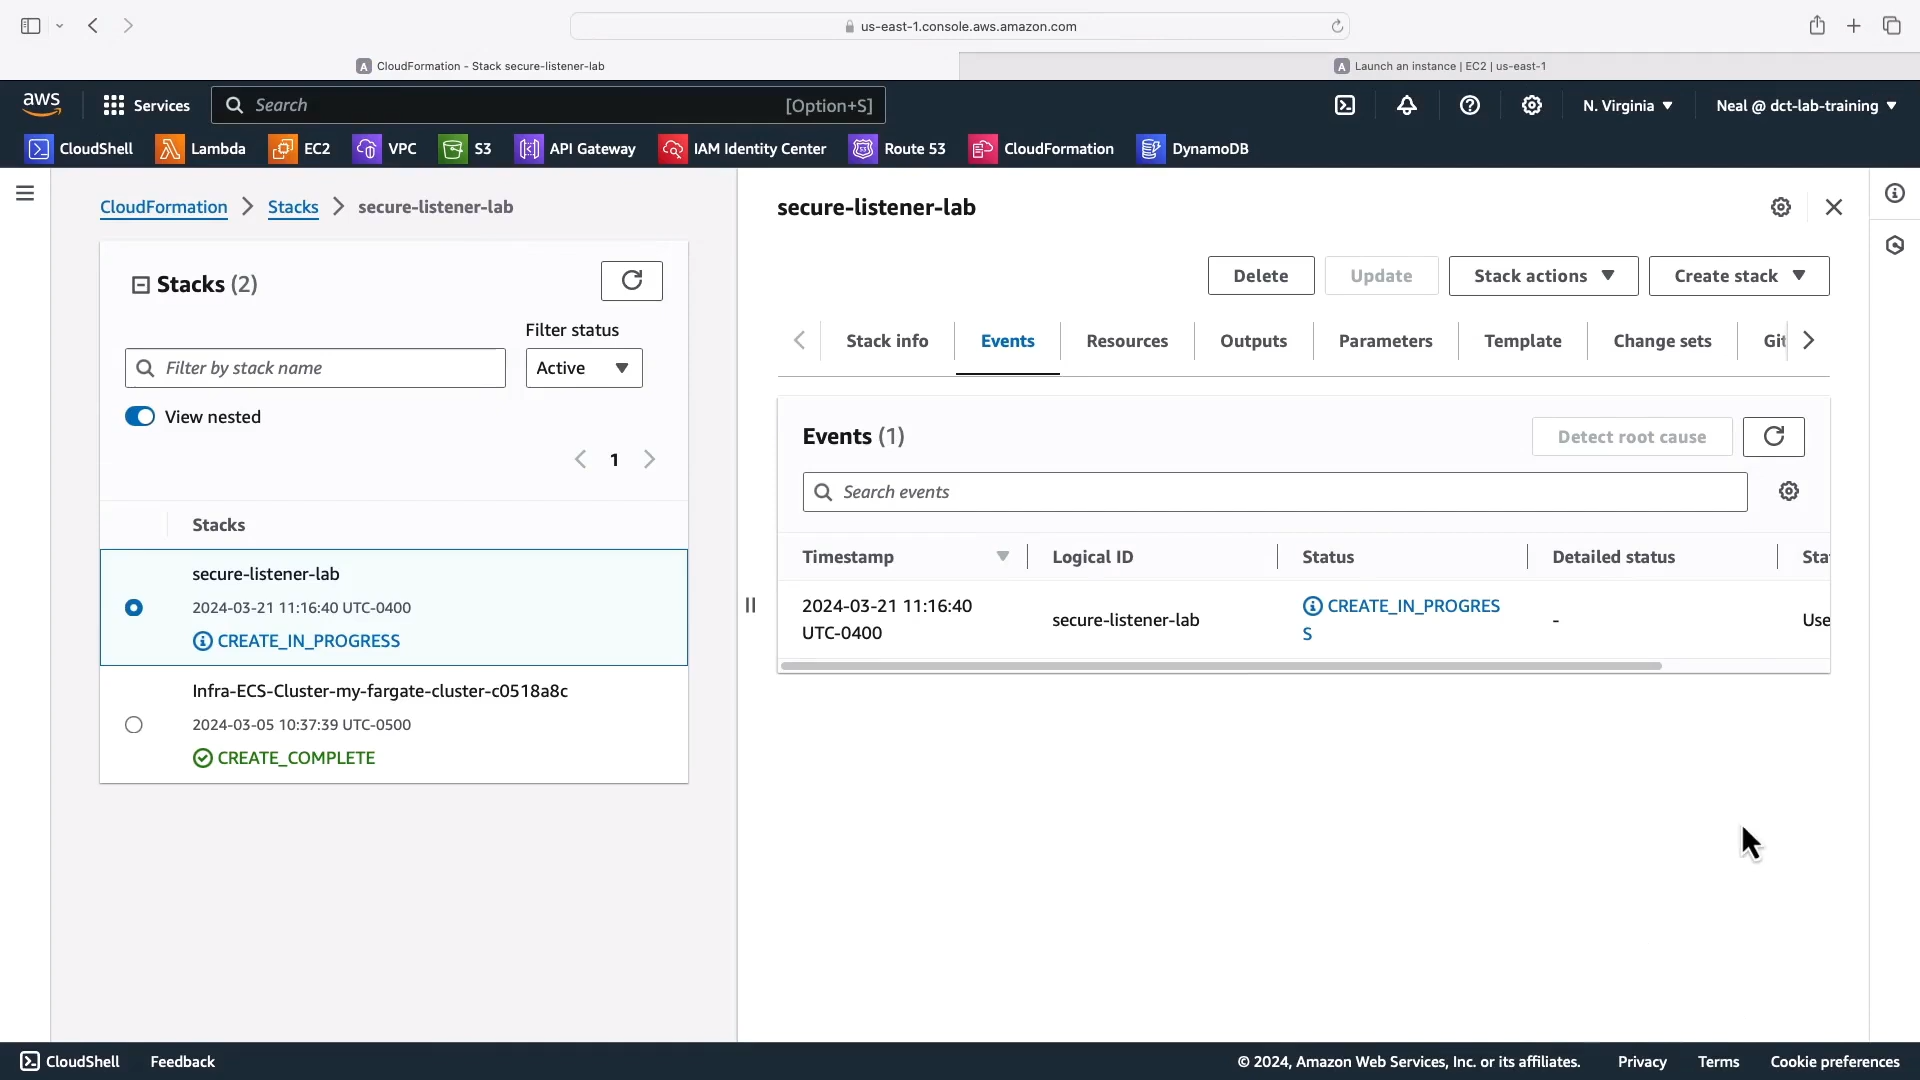 us-east-1.console.aws.amazon.com
CloudFormation - Stack secure-listener-lab
Launch an instance | EC2 | us-east-1
aws
Services
Search
[Option+S]
N. Virginia
Neal @ dct-lab-training
CloudShell
Lambda
EC2
VPC
S3
API Gateway
IAM Identity Center
Route 53
CloudFormation
DynamoDB
CloudFormation
Stacks
secure-listener-lab
Stacks (2)
Filter status
Filter by stack name
Active
View nested
1
Stacks
secure-listener-lab
2024-03-21 11:16:40 UTC-0400
CREATE_IN_PROGRESS
Infra-ECS-Cluster-my-fargate-cluster-c0518a8c
2024-03-05 10:37:39 UTC-0500
CREATE_COMPLETE
secure-listener-lab
Delete
Update
Stack actions
Create stack
Stack info
Events
Resources
Outputs
Parameters
Template
Change sets
Git
Events (1)
Detect root cause
Search events
Timestamp
Logical ID
Status
Detailed status
Sta
2024-03-21 11:16:40
UTC-0400
secure-listener-lab
CREATE_IN_PROGRES
S
-
Use
CloudShell
Feedback
© 2024, Amazon Web Services, Inc. or its affiliates.
Privacy
Terms
Cookie preferences